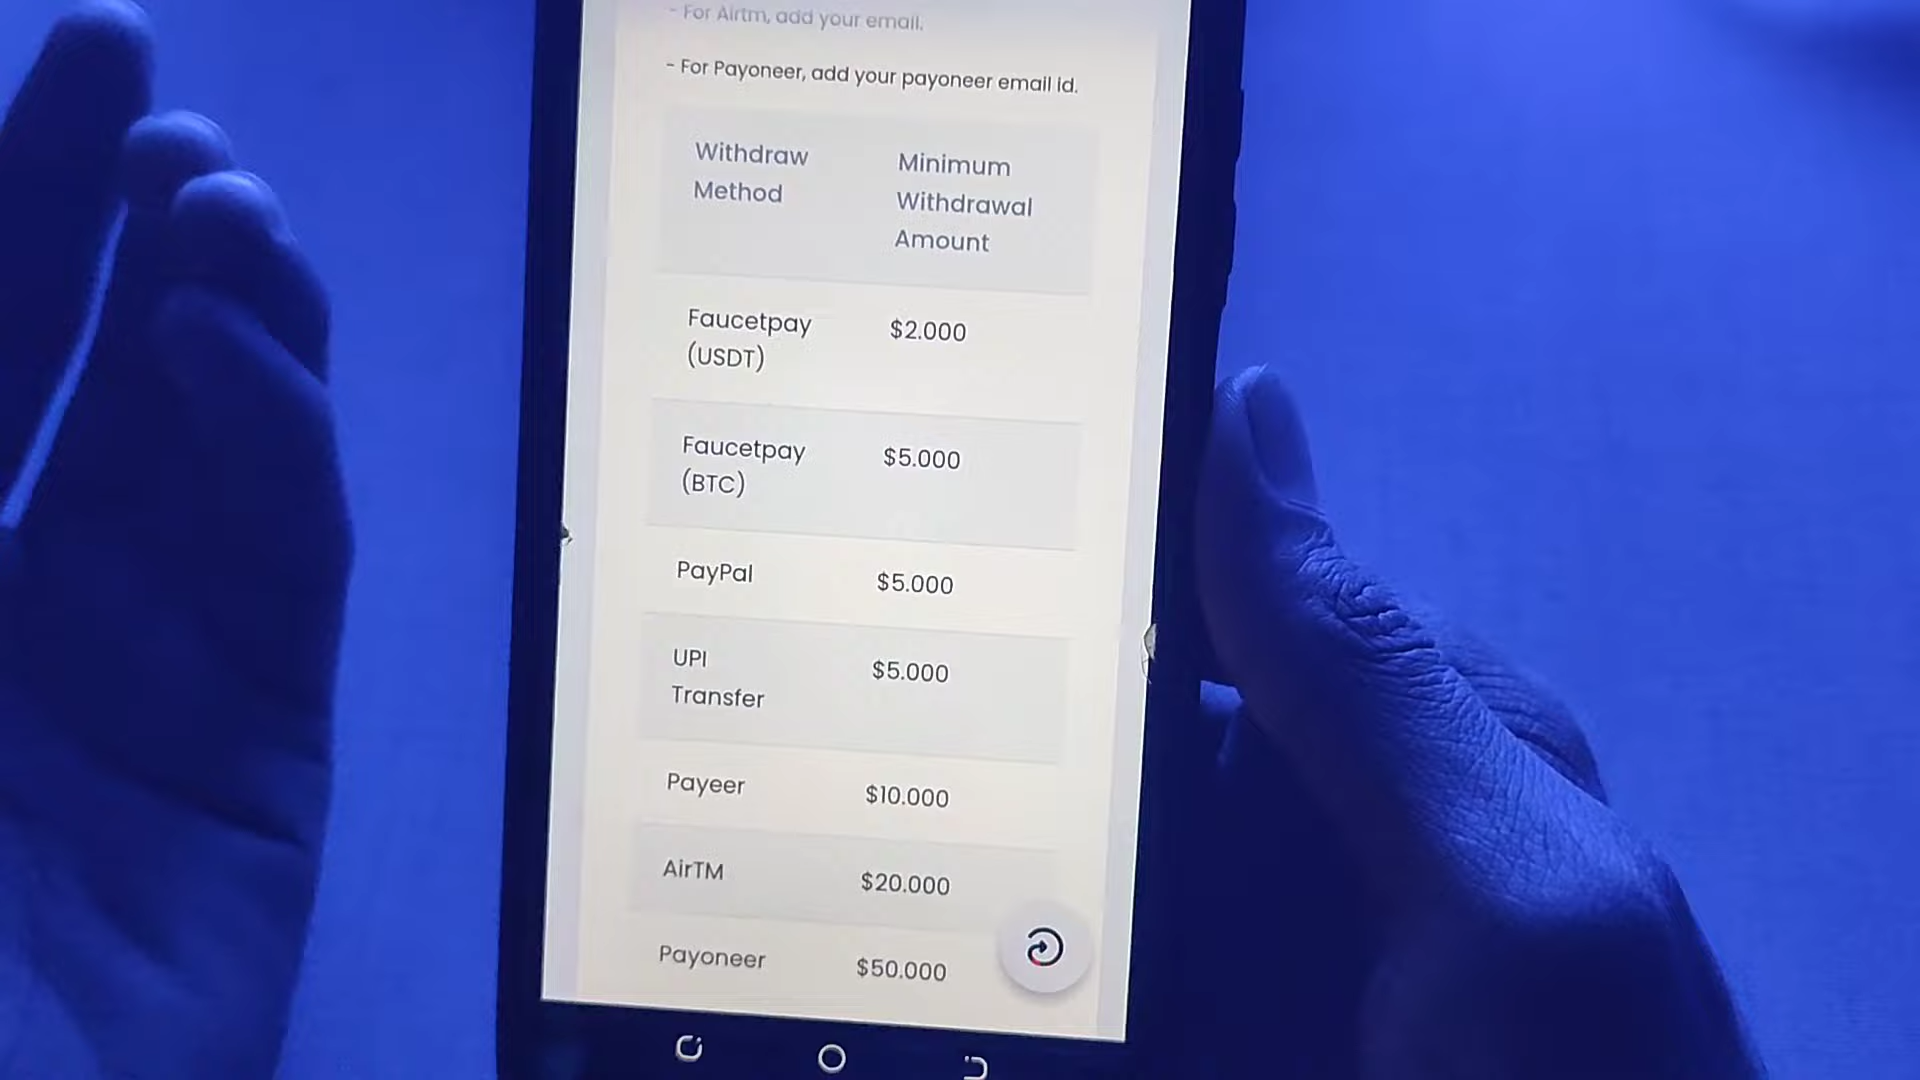 - For Airtm, add your email.
- For Payoneer, add your payoneer email id.
Withdraw
Method
Minimum
Withdrawal
Amount
Faucetpay
(USDT)
$2.000
Faucetpay
(BTC)
$5.000
PayPal
$5.000
UPI
Transfer
$5.000
Payeer
$10.000
AirTM
$20.000
Payoneer
$50.000